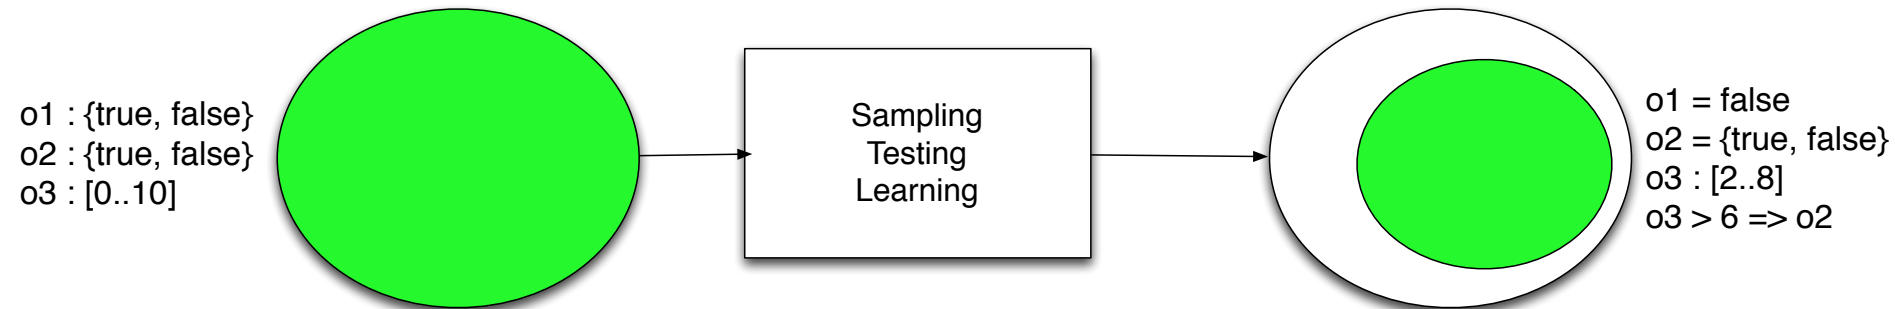 o1 : {true, false}
o2 : {true, false}
o3 : [0..10]
Sampling
Testing
Learning
o1 = false
o2 = {true, false}
o3 : [2..8]
o3 > 6 => o2